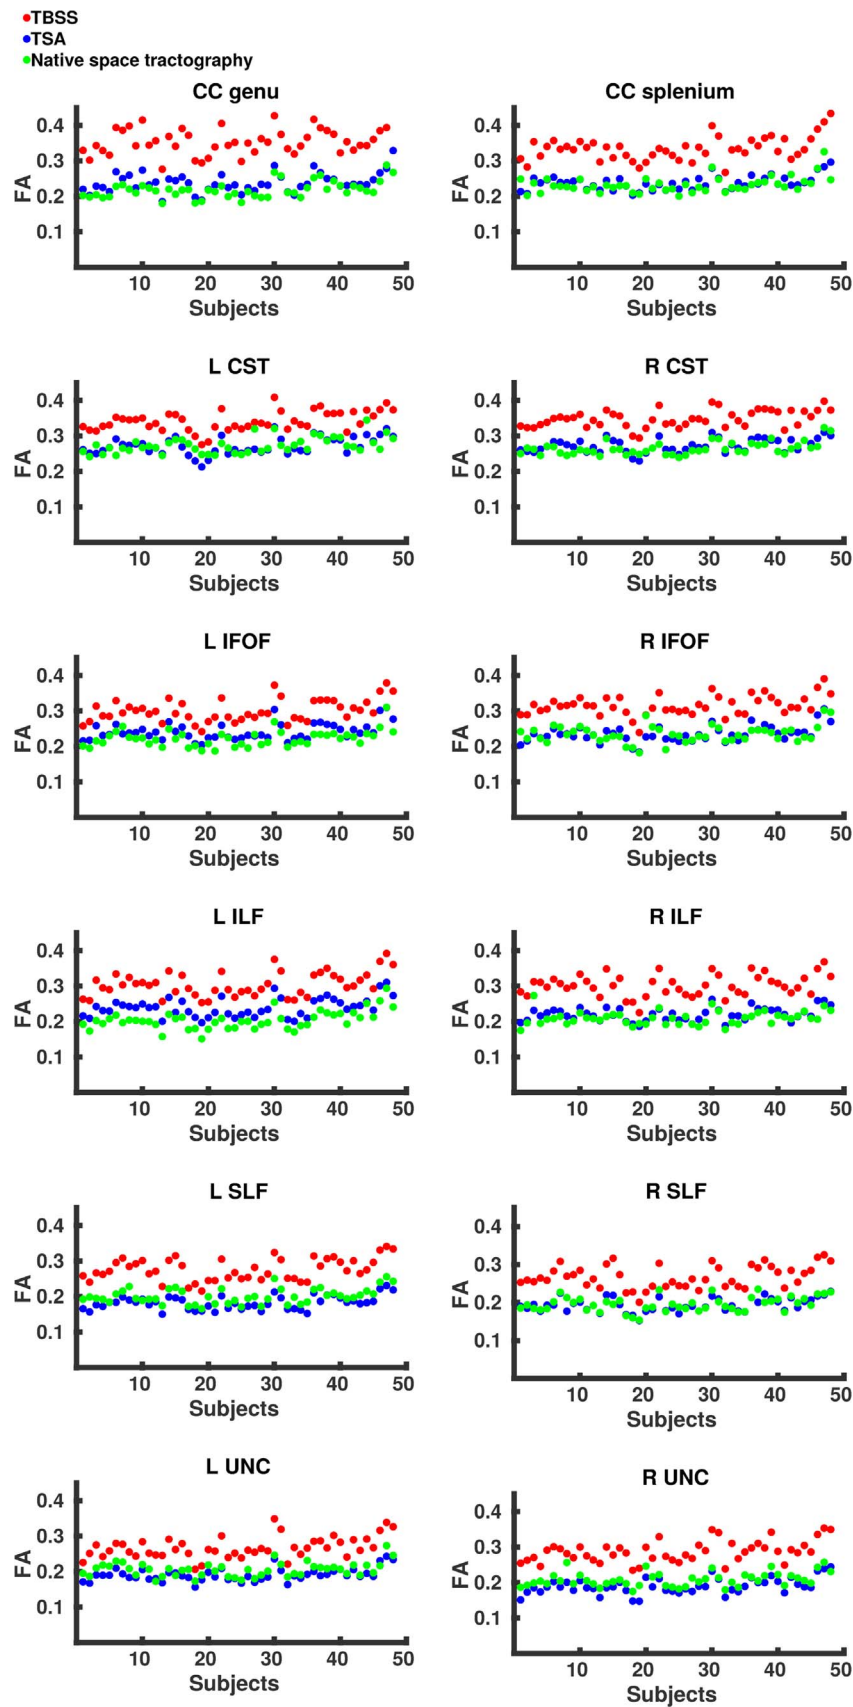 TBSS
TSA
Native space tractography
CC genu
0.4
0.3
0.2
0.1
FA
10 20 30 40 50
Subjects
CC splenium
0.4
0.3
0.2
0.1
FA
10 20 30 40 50
Subjects
L CST
0.4
0.3
0.2
0.1
FA
10 20 30 40 50
Subjects
R CST
0.4
0.3
0.2
0.1
FA
10 20 30 40 50
Subjects
L IFOF
0.4
0.3
0.2
0.1
FA
10 20 30 40 50
Subjects
R IFOF
0.4
0.3
0.2
0.1
FA
10 20 30 40 50
Subjects
L ILF
0.4
0.3
0.2
0.1
FA
10 20 30 40 50
Subjects
R ILF
0.4
0.3
0.2
0.1
FA
10 20 30 40 50
Subjects
L SLF
0.4
0.3
0.2
0.1
FA
10 20 30 40 50
Subjects
R SLF
0.4
0.3
0.2
0.1
FA
10 20 30 40 50
Subjects
L UNC
0.4
0.3
0.2
0.1
FA
10 20 30 40 50
Subjects
R UNC
0.4
0.3
0.2
0.1
FA
10 20 30 40 50
Subjects